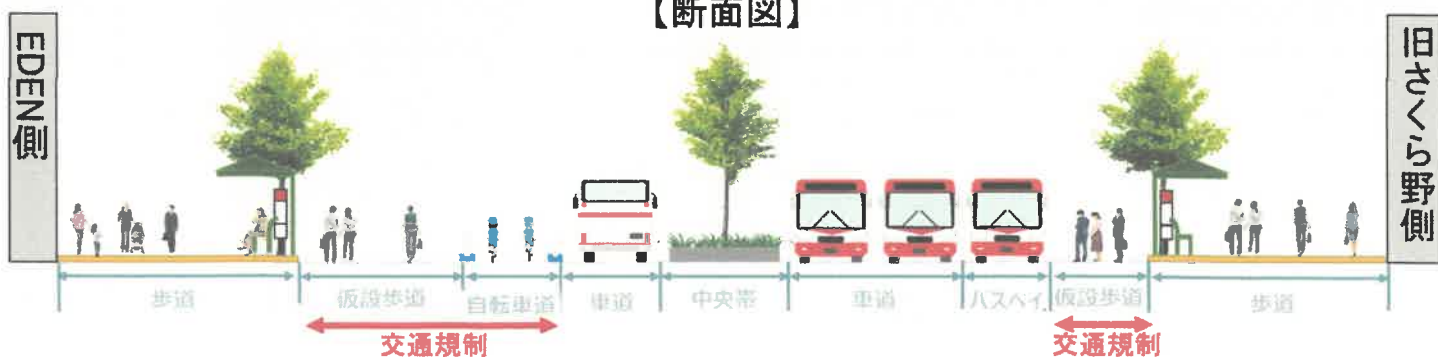 【断面図】
EDEN側
旧さくら野側
歩道
仮設歩道
自転車道
車道
中央帯
車道
バスベイ
仮設歩道
歩道
交通規制
交通規制